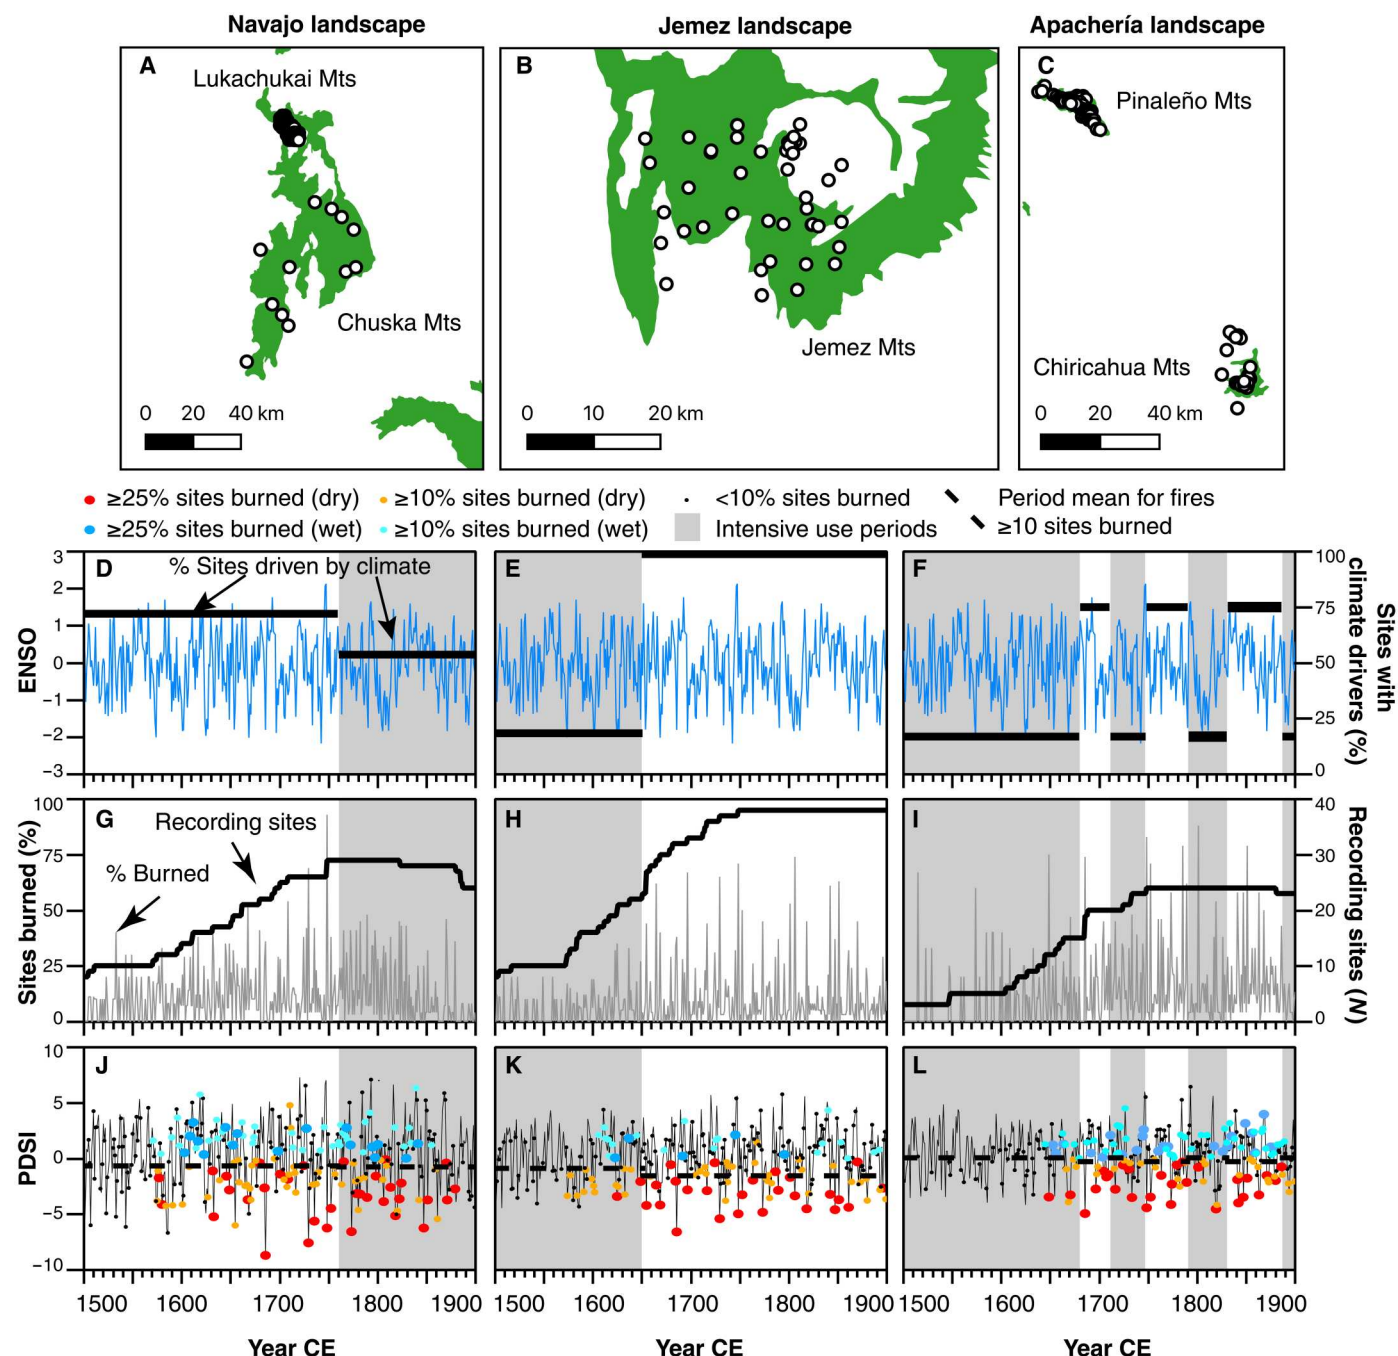 Navajo landscape
Jemez landscape
Apachería landscape
A
Lukachukai Mts
Chuska Mts
0 20 40 km
B
Jemez Mts
0 10 20 km
C
Pinaleño Mts
Chiricahua Mts
0 20 40 km
≥25% sites burned (dry)
≥10% sites burned (dry)
<10% sites burned
Period mean for fires
≥25% sites burned (wet)
≥10% sites burned (wet)
Intensive use periods
≥10 sites burned
ENSO
3
2
1
0
−1
−2
−3
D
% Sites driven by climate
E
F
100
75
50
25
0
Sites with
climate drivers (%)
Sites burned (%)
100
75
50
25
0
G
Recording sites
% Burned
H
I
40
30
20
10
0
Recording sites (N)
PDSI
10
5
0
−5
−10
J
K
L
1500 1600 1700 1800 1900
1500 1600 1700 1800 1900
1500 1600 1700 1800 1900
Year CE
Year CE
Year CE